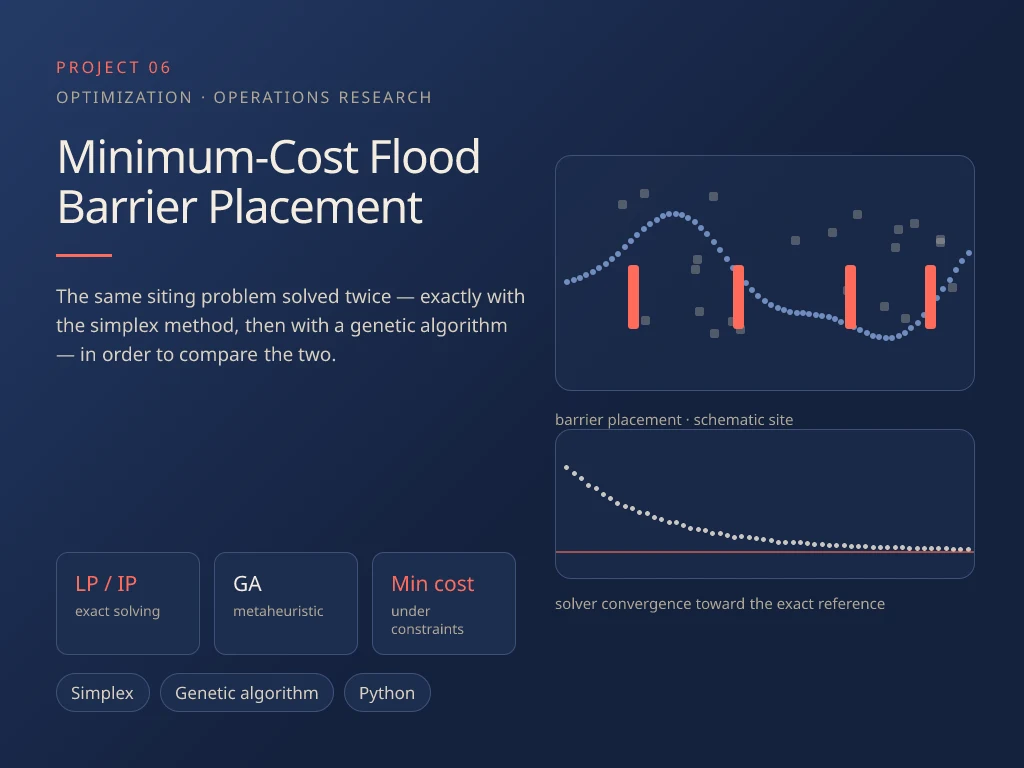 PROJECT 06
OPTIMIZATION · OPERATIONS RESEARCH
Minimum-Cost Flood
Barrier Placement
The same siting problem solved twice — exactly with
the simplex method, then with a genetic algorithm
— in order to compare the two.
barrier placement · schematic site
solver convergence toward the exact reference
LP / IP
exact solving
GA
metaheuristic
Min cost
under
constraints
Simplex
Genetic algorithm
Python